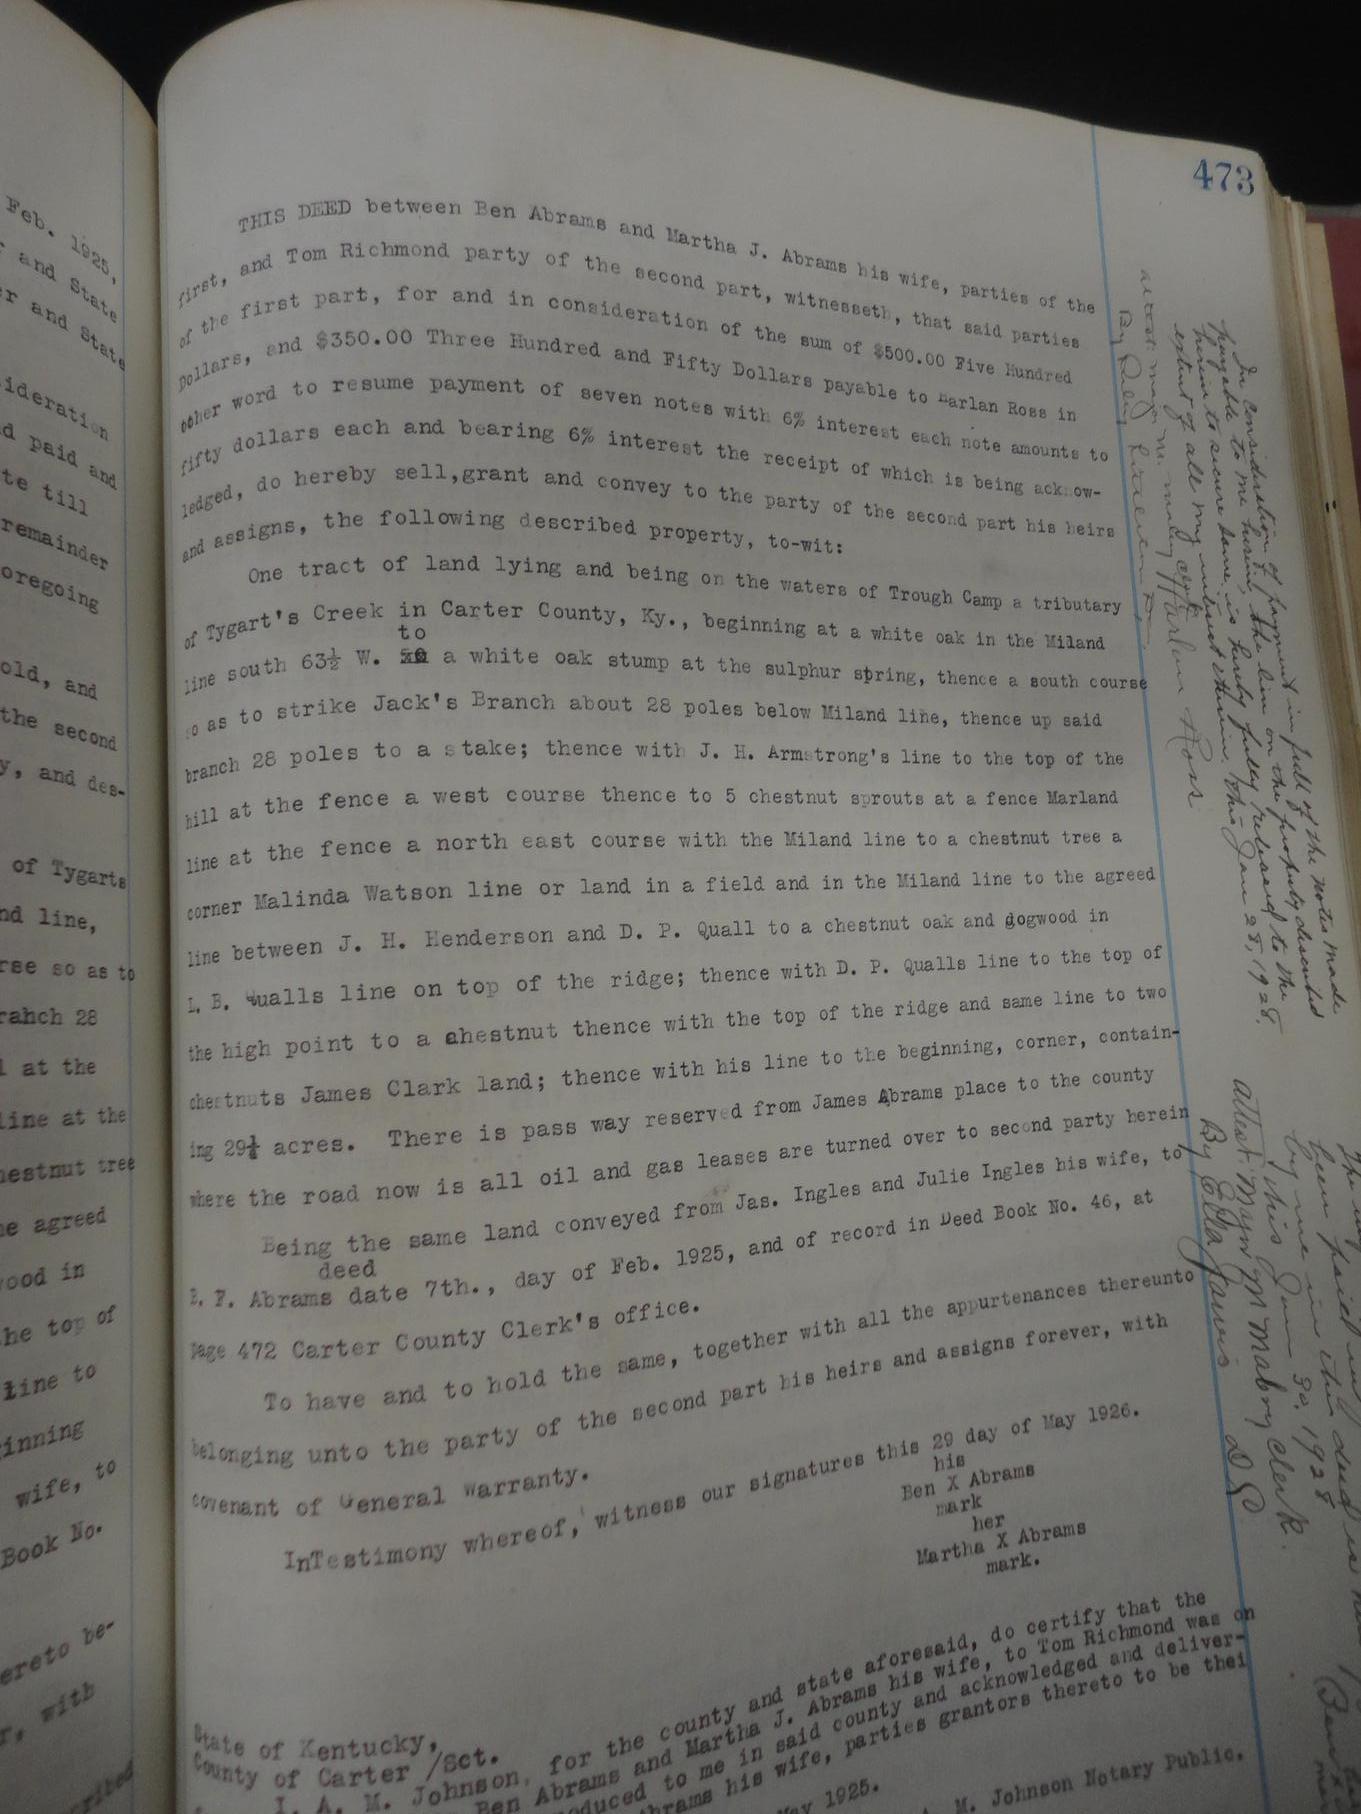 Feb. 1925,
and State
er and State
ideration
d paid and
te till
remainder
oregoing
old, and
the second
y, and des-
of Tygarts
nd line,
rse so as to
ranch 28
l at the
line at the
hestnut tree
he agreed
wood in
he top of
line to
inning
wife, to
Book No.
ereto be-
r, with
473
THIS DEED between Ben Abrams and Martha J. Abrams his wife, parties of the
first, and Tom Richmond party of the second part, witnesseth, that said parties
of the first part, for and in consideration of the sum of $500.00 Five Hundred
Dollars, and $350.00 Three Hundred and Fifty Dollars payable to Harlan Ross in
other word to resume payment of seven notes with 6% interest each note amounts to
fifty dollars each and bearing 6% interest the receipt of which is being acknow-
ledged, do hereby sell,grant and convey to the party of the second part his heirs
and assigns, the following described property, to-wit:
One tract of land lying and being on the waters of Trough Camp a tributary
of Tygart's Creek in Carter County, Ky., beginning at a white oak in the Miland
to
line south 63½ W. a white oak stump at the sulphur spring, thence a south course
so as to strike Jack's Branch about 28 poles below Miland line, thence up said
branch 28 poles to a stake; thence with J. H. Armstrong's line to the top of the
hill at the fence a west course thence to 5 chestnut sprouts at a fence Marland
line at the fence a north east course with the Miland line to a chestnut tree a
corner Malinda Watson line or land in a field and in the Miland line to the agreed
line between J. H. Henderson and D. P. Quall to a chestnut oak and dogwood in
L. B. Qualls line on top of the ridge; thence with D. P. Qualls line to the top of
the high point to a chestnut thence with the top of the ridge and same line to two
chestnuts James Clark land; thence with his line to the beginning, corner, contain-
ing acres. There is pass way reserved from James Abrams place to the county
where the road now is all oil and gas leases are turned over to second party herein
Being the same land conveyed from Jas. Ingles and Julie Ingles his wife, to
deed
B. F. Abrams date 7th., day of Feb. 1925, and of record in Deed Book No. 46, at
page 472 Carter County Clerk's office.
To have and to hold the same, together with all the appurtenances thereunto
belonging unto the party of the second part his heirs and assigns forever, with
covenant of General Warranty.
InTestimony whereof, witness our signatures this 29 day of May 1926.
his
Ben X Abrams
mark
her
Martha X Abrams
mark.
State of Kentucky,
County of Carter /Sct.
I. A. M. Johnson, for the county and state aforesaid, do certify that the
Ben Abrams and Martha J. Abrams his wife, to Tom Richmond was on
oduced to me in said county and acknowledged and deliver-
brams his wife, parties grantors thereto to be thei
May 1925.
M. Johnson Notary Public.
In consideration of payment in full of the notes made
payable to me herein, the lien on the property described
herein to secure same, is hereby fully released to the
extent of all my interest therein. This Jan 28, 1928.
Harlan Ross
attest:
By
been paid
by me in this deed is
this Jan 30, 1928
Attest: Mary M Mabry Clerk.
By Ella Jarvis D.C.